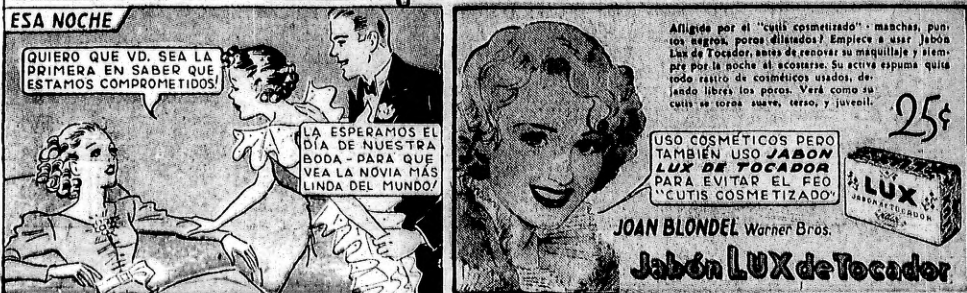 ESA NOCHE
QUIERO QUE VD. SEA LA
PRIMERA EN SABER QUE
ESTAMOS COMPROMETIDOS!
LA ESPERAMOS EL
DÍA DE NUESTRA
BODA - PARA QUE
VEA LA NOVIA MÁS
LINDA DEL MUNDO!
Afligida por el "cutis cosmetizado" - manchas, pun-
tos negros, poros dilatados? Empiece a usar Jabón
Lux de Tocador, antes de renovar su maquillaje y siem-
pre por la noche al acostarse. Su activa espuma quita
todo rastro de cosméticos usados, de-
jando libres los poros. Verá como su
cutis se torna suave, terso, y juvenil.
25¢
USO COSMÉTICOS PERO
TAMBIÉN USO JABON
LUX DE TOCADOR
PARA EVITAR EL FEO
"CUTIS COSMETIZADO"
LUX
JABON DE TOCADOR
JOAN BLONDEL Warner Bros.
Jabón LUX de Tocador